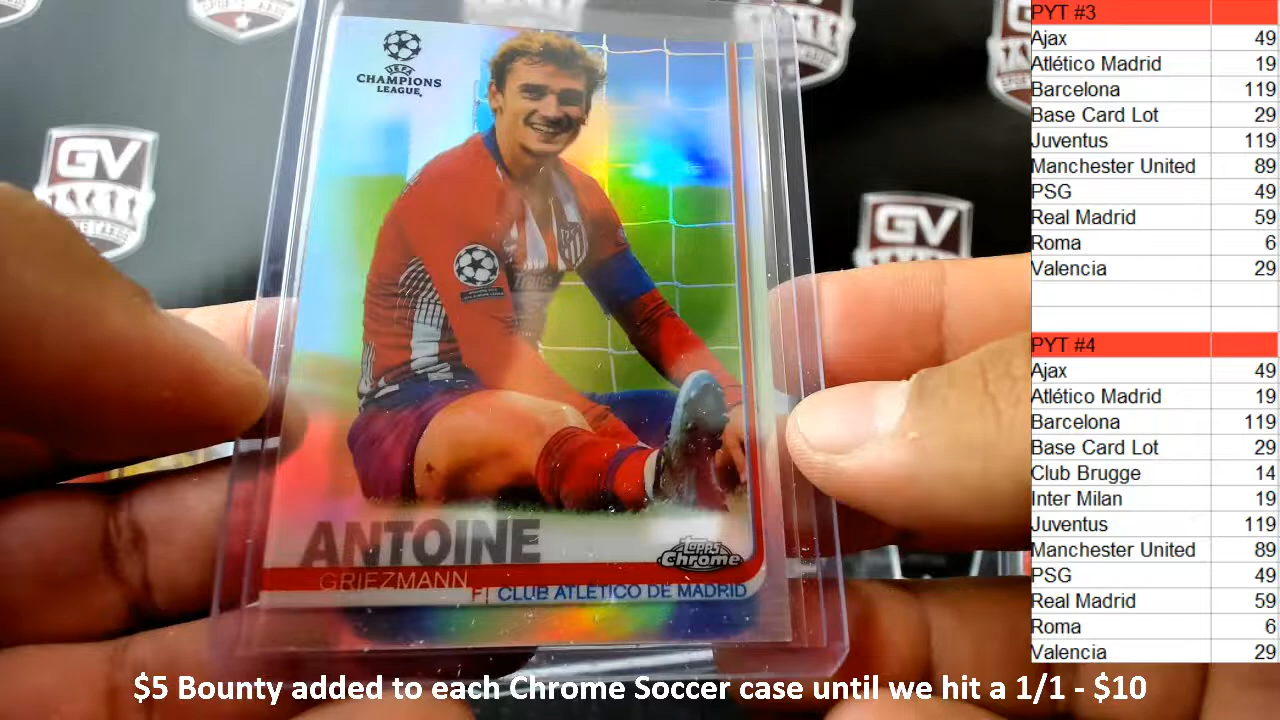 UEFA
CHAMPIONS
LEAGUE
GV
GV
ANTOINE
GRIEZMANN
F| CLUB ATLÉTICO DE MADRID
Topps
Chrome
PYT #3
Ajax 49
Atlético Madrid 19
Barcelona 119
Base Card Lot 29
Juventus 119
Manchester United 89
PSG 49
Real Madrid 59
Roma 6
Valencia 29
PYT #4
Ajax 49
Atlético Madrid 19
Barcelona 119
Base Card Lot 29
Club Brugge 14
Inter Milan 19
Juventus 119
Manchester United 89
PSG 49
Real Madrid 59
Roma 6
Valencia 29
$5 Bounty added to each Chrome Soccer case until we hit a 1/1 - $10